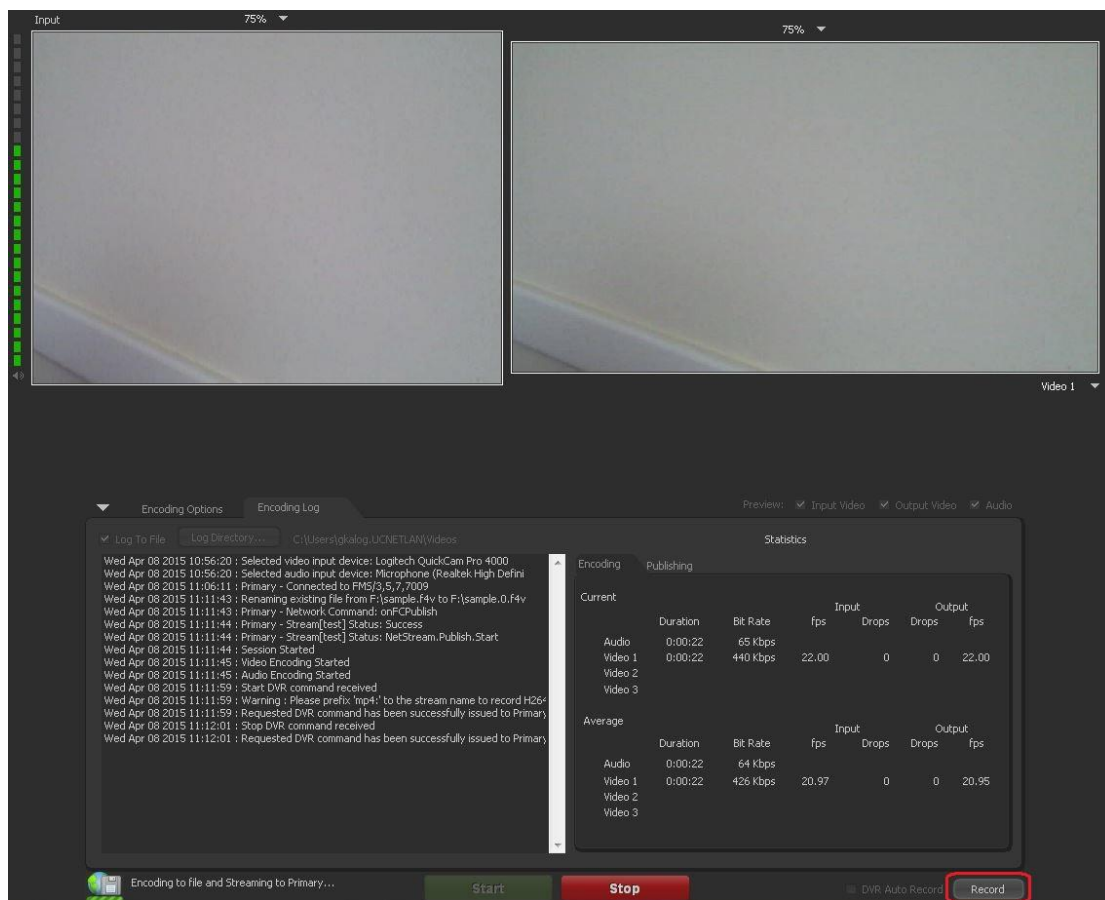 Input 75%
75%
Video 1
Encoding Options Encoding Log
Preview: Input Video Output Video Audio
Log To File Log Directory... C:\Users\gkalog.UCNETLAN\Videos
Statistics
Wed Apr 08 2015 10:56:20 : Selected video input device: Logitech QuickCam Pro 4000
Wed Apr 08 2015 10:56:20 : Selected audio input device: Microphone (Realtek High Defini
Wed Apr 08 2015 11:06:11 : Primary - Connected to FMS/3,5,7,7009
Wed Apr 08 2015 11:11:43 : Renaming existing file from F:\sample.f4v to F:\sample.0.f4v
Wed Apr 08 2015 11:11:43 : Primary - Network Command: onFCPublish
Wed Apr 08 2015 11:11:44 : Primary - Stream[test] Status: Success
Wed Apr 08 2015 11:11:44 : Primary - Stream[test] Status: NetStream.Publish.Start
Wed Apr 08 2015 11:11:44 : Session Started
Wed Apr 08 2015 11:11:45 : Video Encoding Started
Wed Apr 08 2015 11:11:45 : Audio Encoding Started
Wed Apr 08 2015 11:11:59 : Start DVR command received
Wed Apr 08 2015 11:11:59 : Warning : Please prefix 'mp4:' to the stream name to record H264
Wed Apr 08 2015 11:11:59 : Requested DVR command has been successfully issued to Primary
Wed Apr 08 2015 11:12:01 : Stop DVR command received
Wed Apr 08 2015 11:12:01 : Requested DVR command has been successfully issued to Primary
Encoding Publishing
Current
Input Output
Duration Bit Rate fps Drops Drops fps
Audio 0:00:22 65 Kbps
Video 1 0:00:22 440 Kbps 22.00 0 0 22.00
Video 2
Video 3
Average
Input Output
Duration Bit Rate fps Drops Drops fps
Audio 0:00:22 64 Kbps
Video 1 0:00:22 426 Kbps 20.97 0 0 20.95
Video 2
Video 3
Encoding to file and Streaming to Primary...
Start Stop DVR Auto Record Record